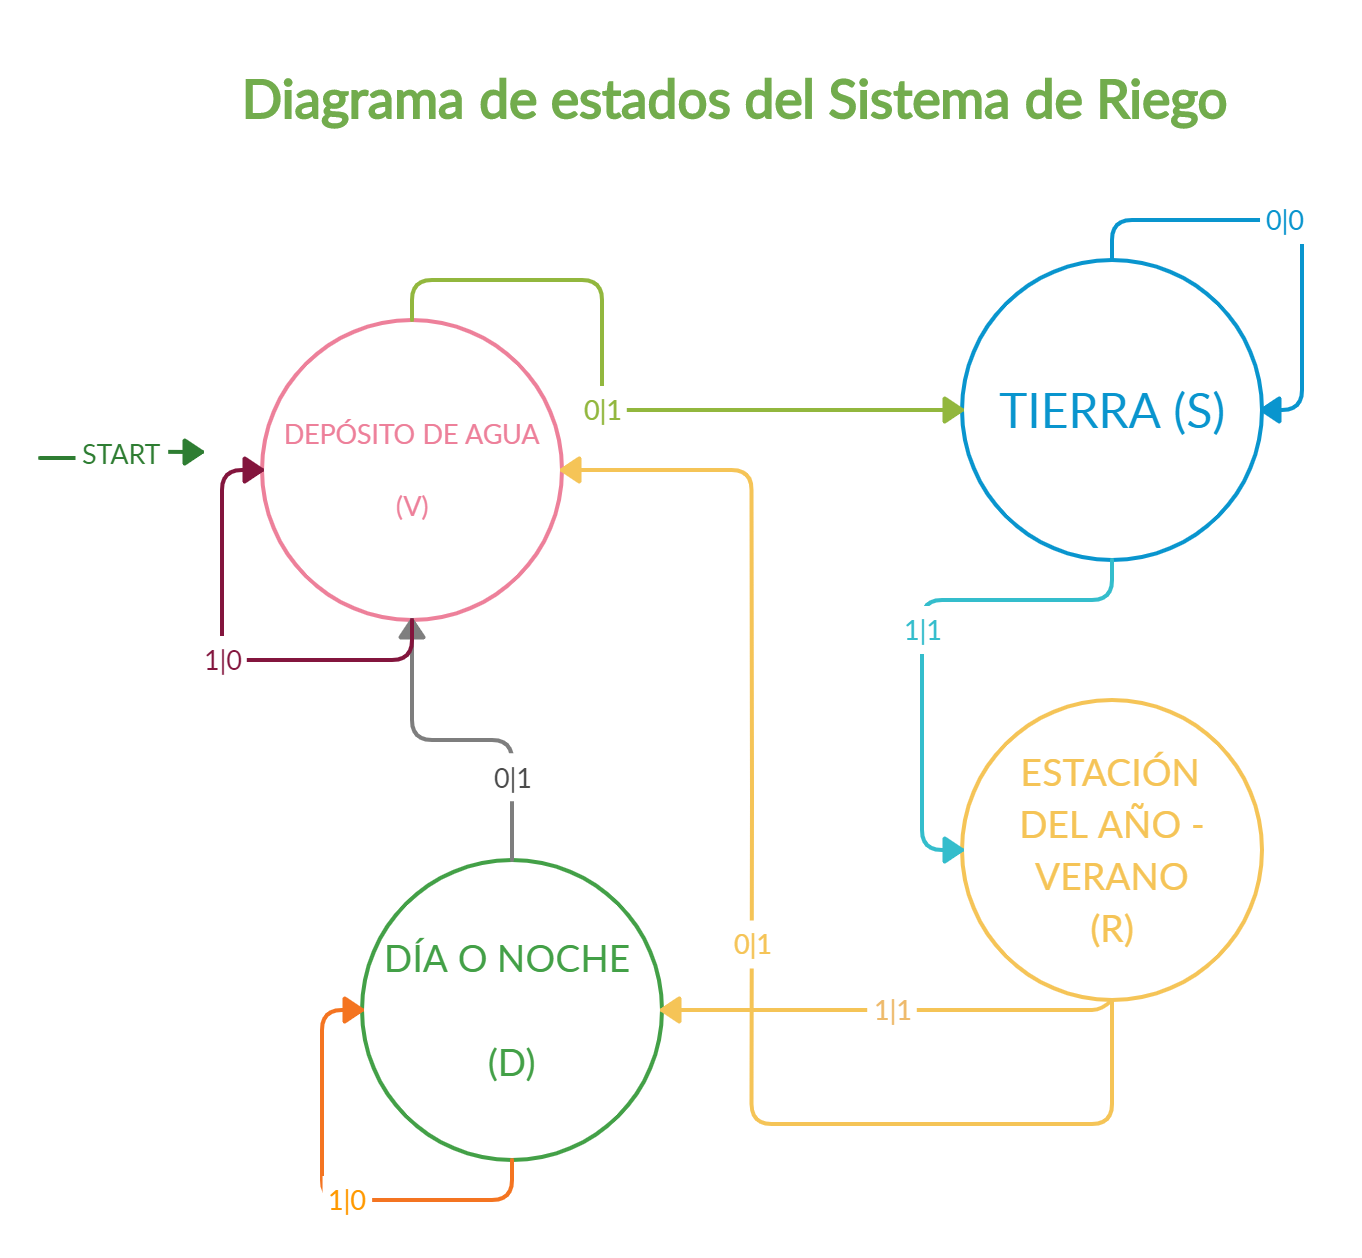 Diagrama de estados del Sistema de Riego
0|0
DEPÓSITO DE AGUA
(V)
START
0|1
TIERRA (S)
1|0
1|1
0|1
ESTACIÓN
DEL AÑO -
VERANO
(R)
DÍA O NOCHE
(D)
0|1
1|1
1|0